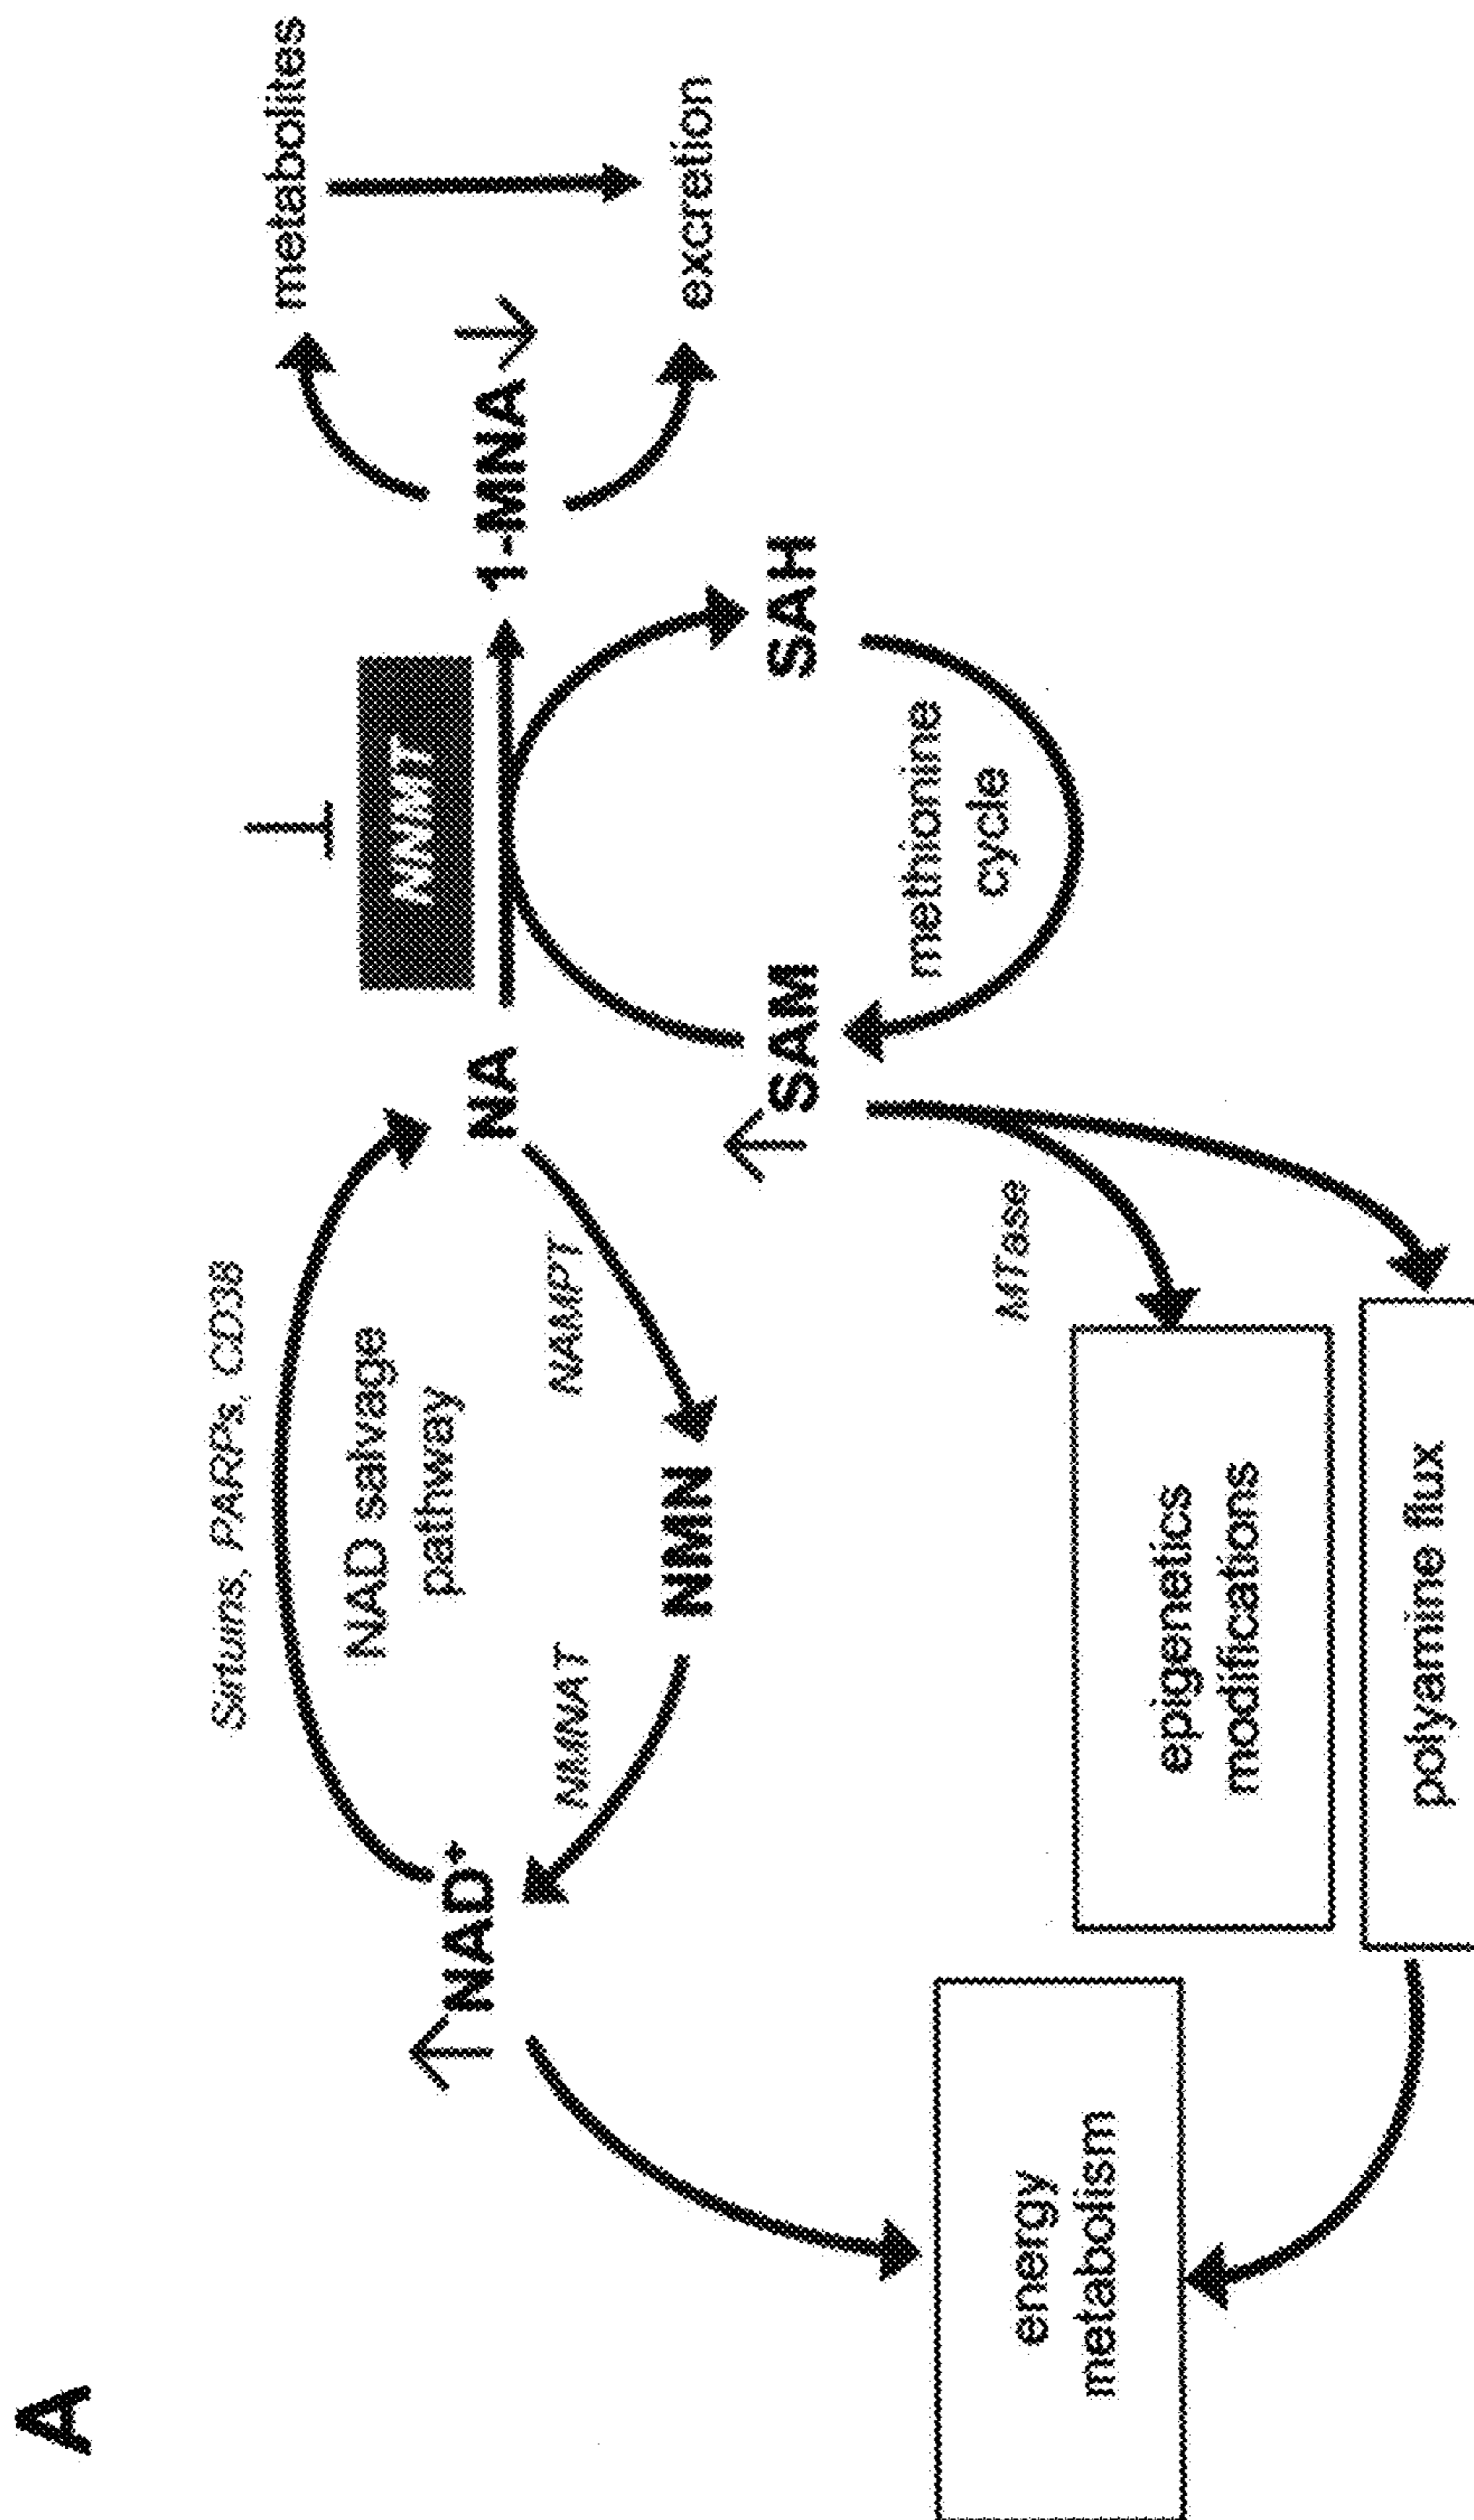 A
Sirtuins, PARPs, CD38
NAD salvage
pathway
NAD⁺
NMNAT
NMN
NAMPT
NA
NNMT
1-MNA
metabolites
excretion
SAM
SAH
methionine
cycle
MTase
energy
metabolism
epigenetics
modifications
polyamine flux